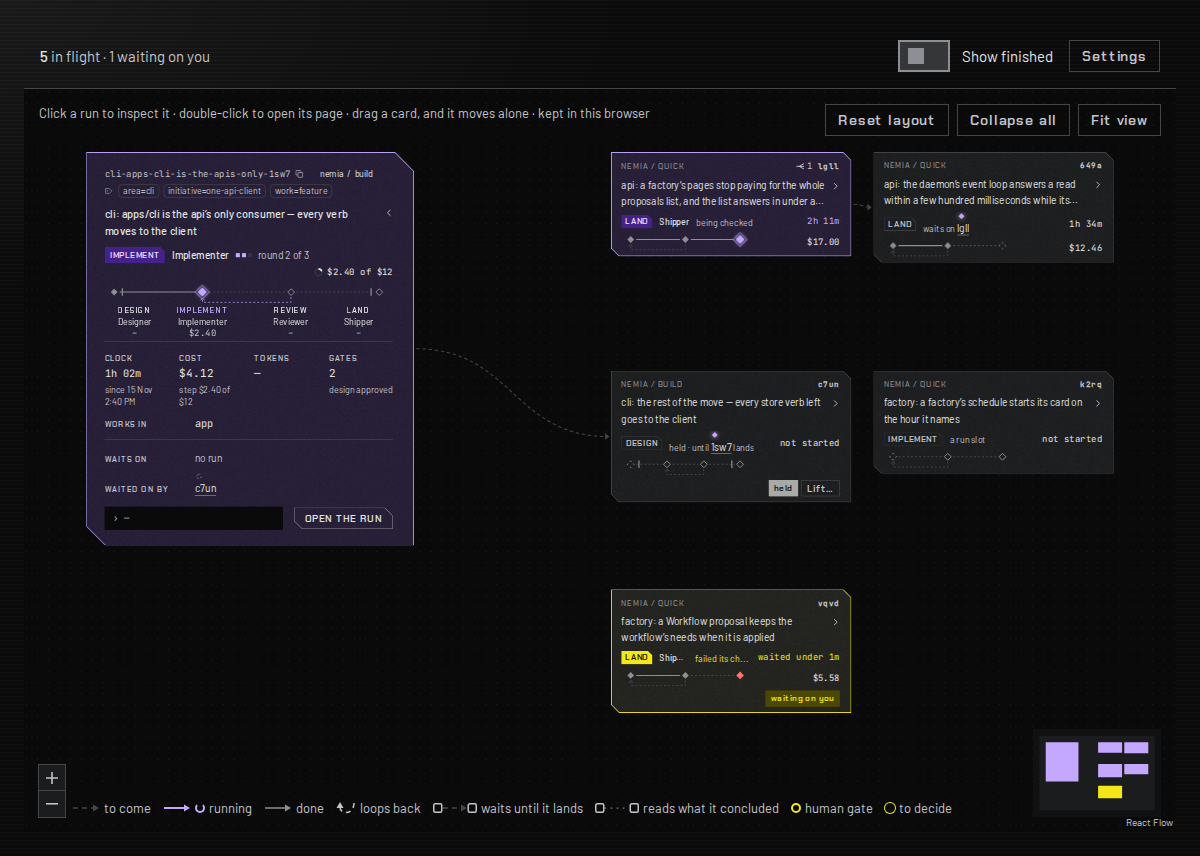 5 in flight · 1 waiting on you
Show finished
Settings
Click a run to inspect it · double-click to open its page · drag a card, and it moves alone · kept in this browser
Reset layout
Collapse all
Fit view
cli-apps-cli-is-the-apis-only-1sw7
nemia / build
area=cli
initiative=one-api-client
work=feature
cli: apps/cli is the api's only consumer — every verb
moves to the client
IMPLEMENT Implementer round 2 of 3
$2.40 of $12
DESIGN IMPLEMENT REVIEW LAND
Designer Implementer Reviewer Shipper
– $2.40 – –
CLOCK COST TOKENS GATES
1h 02m $4.12 — 2
since 15 Nov step $2.40 of design approved
2:40 PM $12
WORKS IN app
WAITS ON no run
WAITED ON BY c7un
› —
OPEN THE RUN
NEMIA / QUICK 1 lgll
api: a factory's pages stop paying for the whole ›
proposals list, and the list answers in under a…
LAND Shipper being checked 2h 11m
$17.00
NEMIA / QUICK 649a
api: the daemon's event loop answers a read ›
within a few hundred milliseconds while its…
LAND waits on lgll 1h 34m
$12.46
NEMIA / BUILD c7un
cli: the rest of the move — every store verb left ›
goes to the client
DESIGN held · until 1sw7 lands not started
held Lift…
NEMIA / QUICK k2rq
factory: a factory's schedule starts its card on ›
the hour it names
IMPLEMENT a run slot not started
NEMIA / QUICK vqvd
factory: a Workflow proposal keeps the ›
workflow's needs when it is applied
LAND Ship… failed its ch… waited under 1m
$5.58
waiting on you
+
−
to come running done loops back waits until it lands reads what it concluded human gate to decide
React Flow